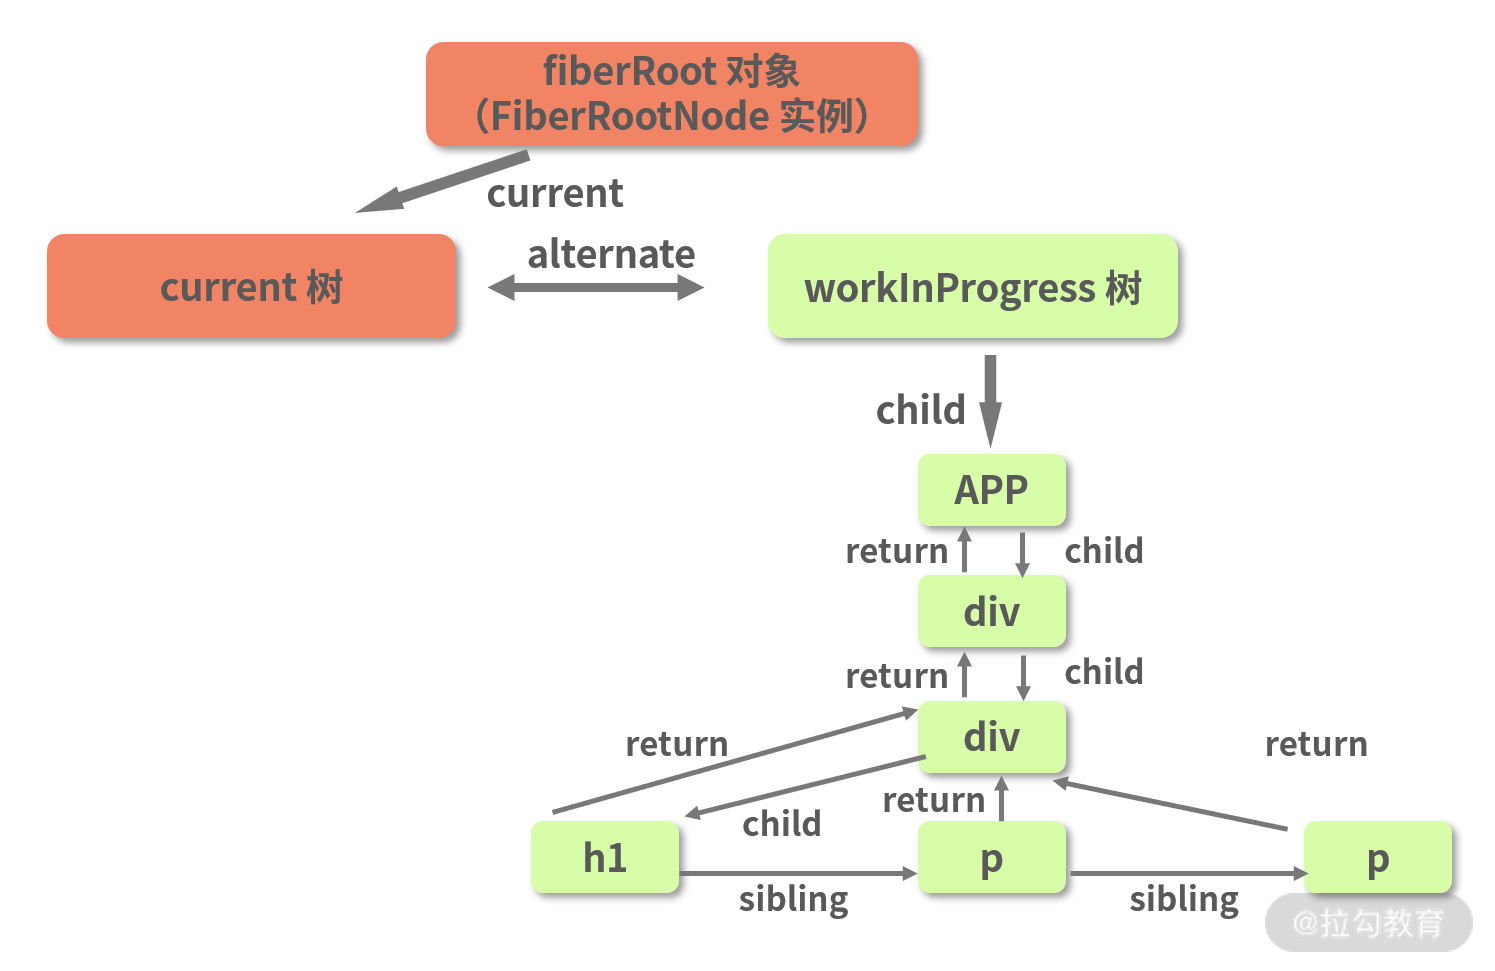 fiberRoot 对象
（FiberRootNode 实例）
current
alternate
current 树
workInProgress 树
child
APP
return
child
div
return
child
return
div
return
return
child
h1
p
p
sibling
sibling
@拉勾教育